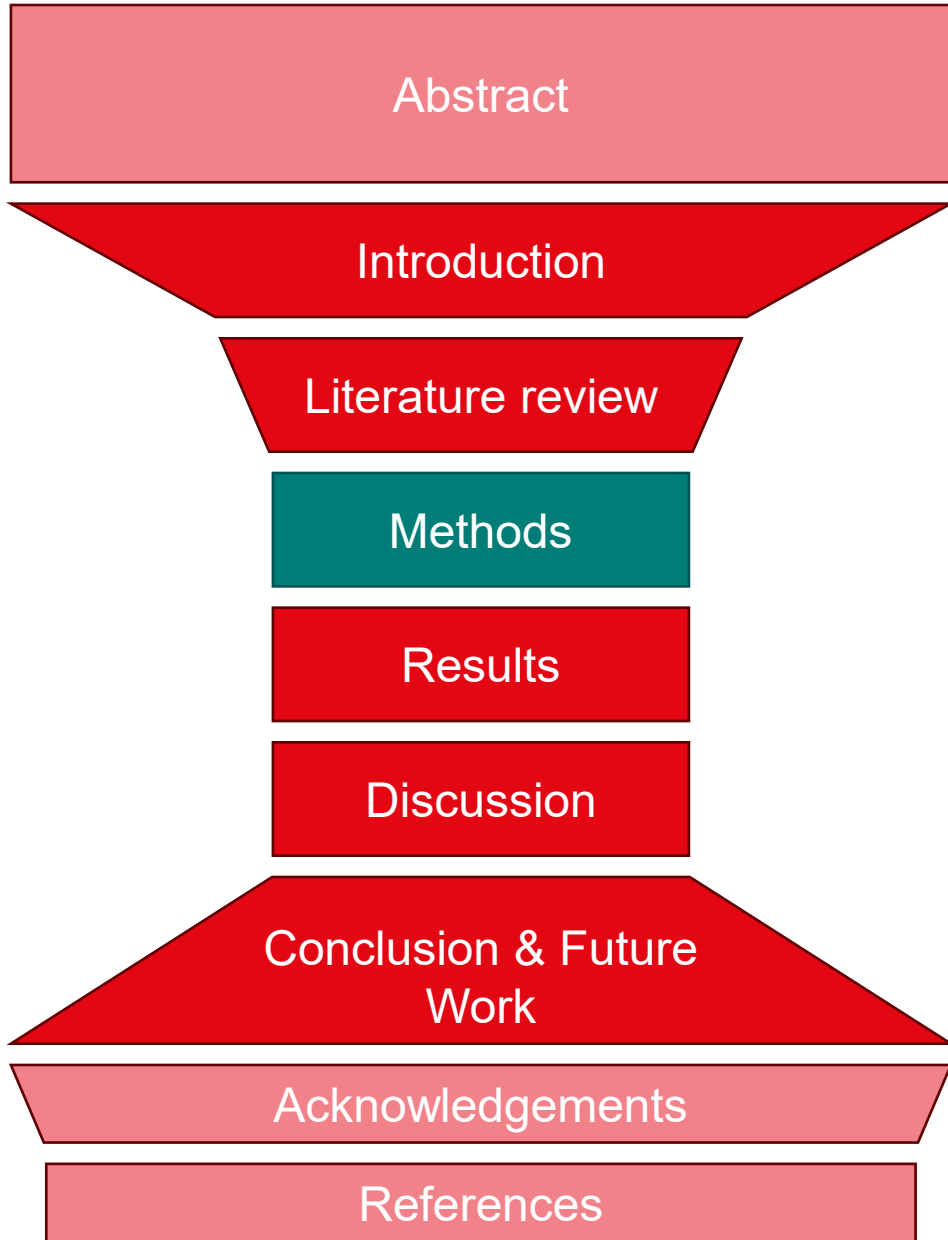 Abstract
Introduction
Literature review
Methods
Results
Discussion
Conclusion & Future
Work
Acknowledgements
References